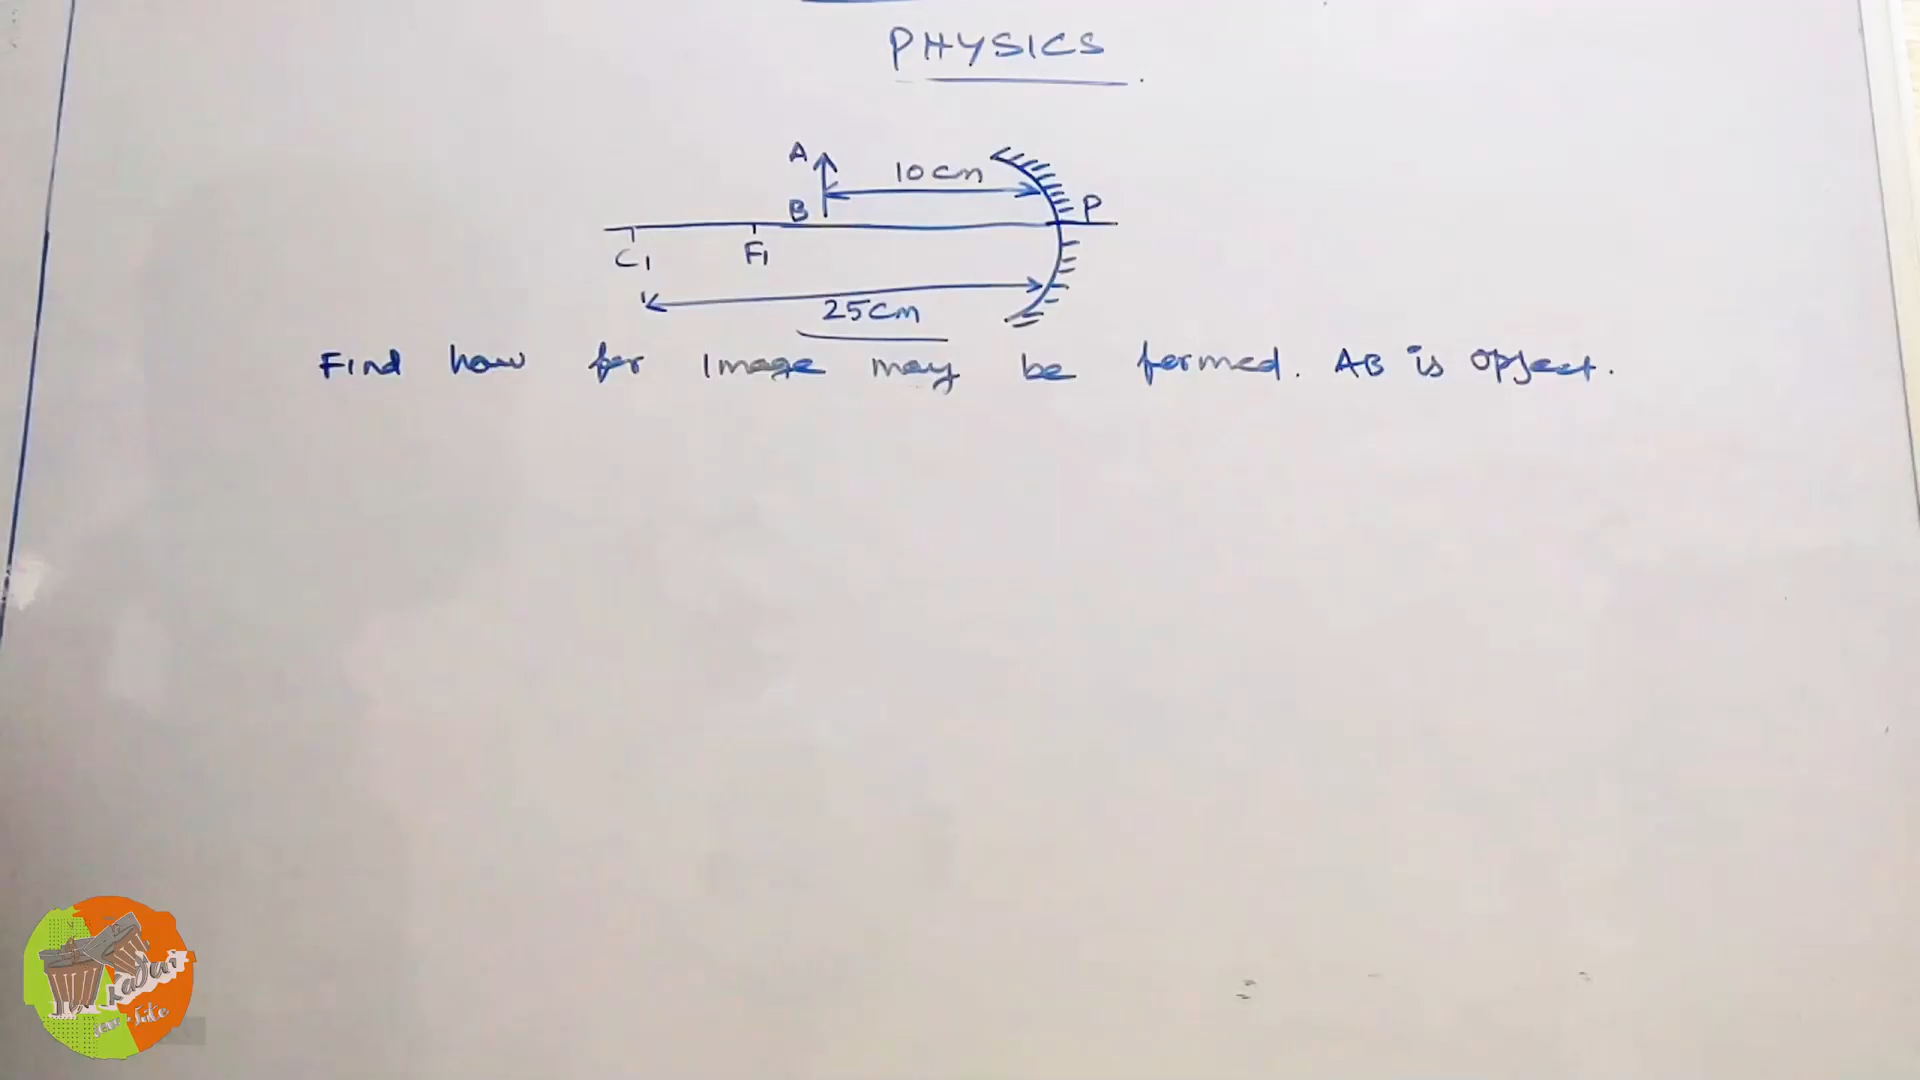 PHYSICS
A
10cm
B
P
C1
F1
25cm
Find how far Image may be formed. AB is object.